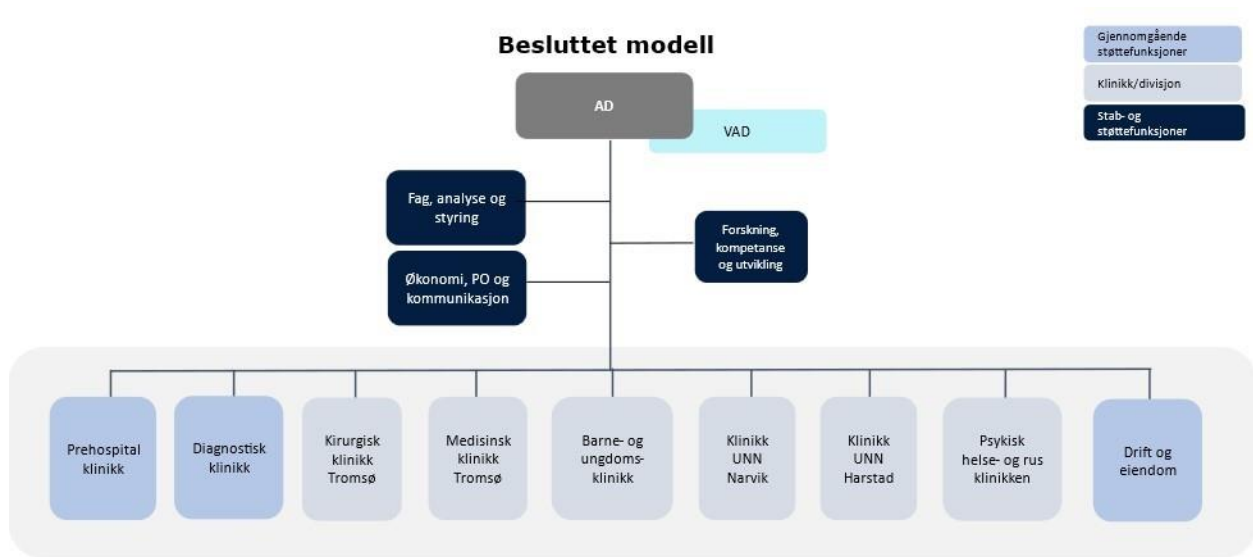 Besluttet modell
Gjennomgående
støttefunksjoner
Klinikk/divisjon
Stab- og
støttefunksjoner
AD
VAD
Fag, analyse og
styring
Forskning,
kompetanse
og utvikling
Økonomi, PO og
kommunikasjon
Prehospital
klinikk
Diagnostisk
klinikk
Kirurgisk
klinikk
Tromsø
Medisinsk
klinikk
Tromsø
Barne- og
ungdoms-
klinikk
Klinikk
UNN
Narvik
Klinikk
UNN
Harstad
Psykisk
helse- og rus
klinikken
Drift og
eiendom